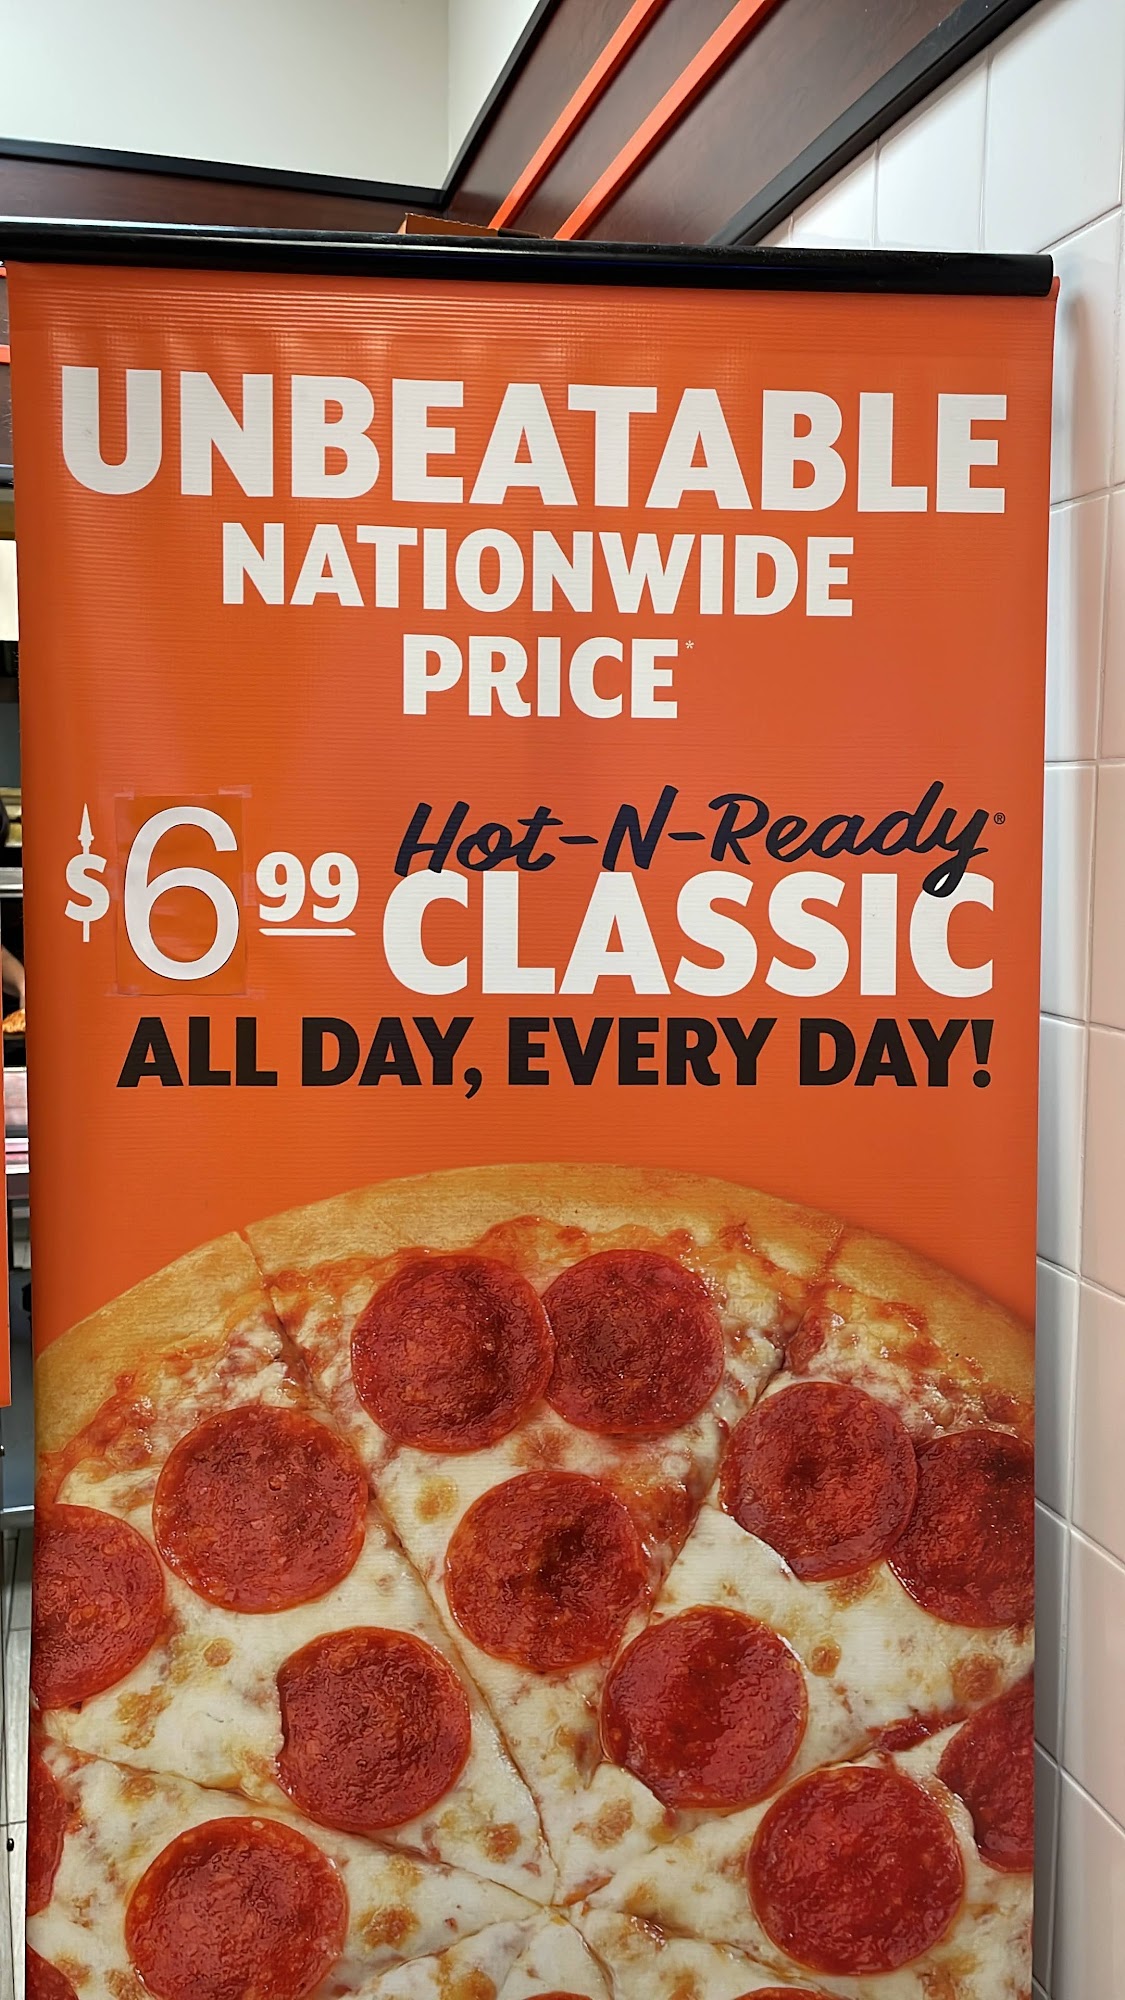 UNBEATABLE
NATIONWIDE
PRICE*
$6.99 Hot-N-Ready®
CLASSIC
ALL DAY, EVERY DAY!